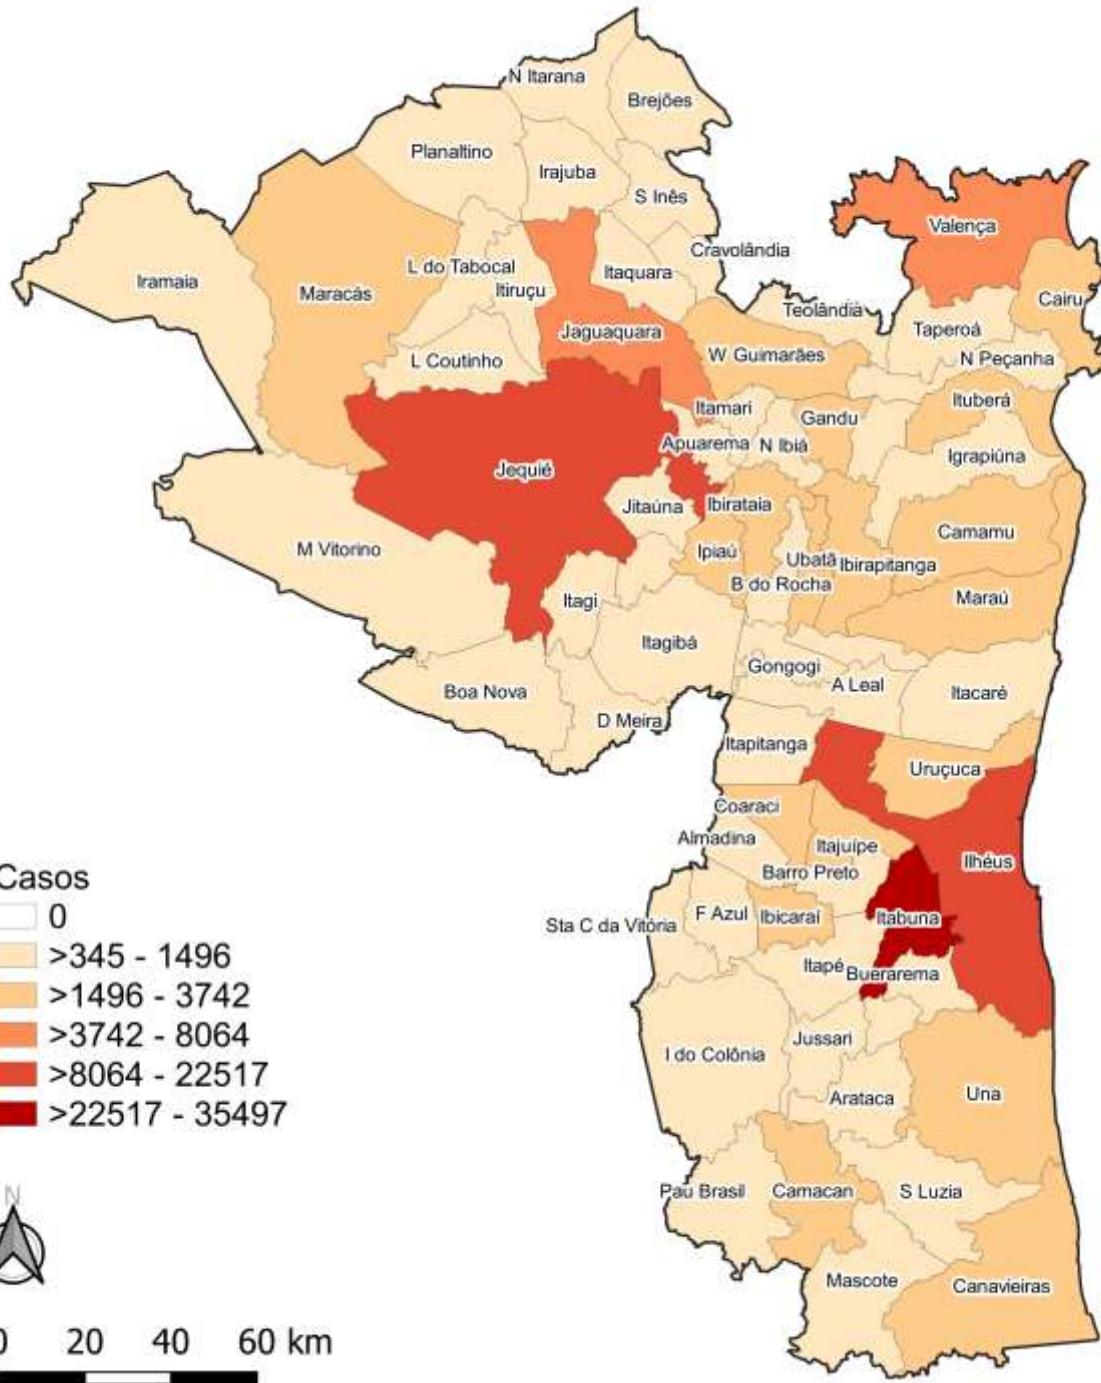 N Itarana
Brejões
Planaltino
Irajuba
S Inês
Valença
Cravolândia
L do Tabocal
Itaquara
Iramaia
Itiruçu
Maracás
Cairu
Teolândia
Jaguaquara
Taperoá
W Guimarães
N Peçanha
L Coutinho
Ituberá
Itamari
Gandu
Apuarema
N Ibiá
Igrapiúna
Jequié
Jitaúna
Ibirataia
Camamu
M Vitorino
Ipiaú
Ubatã
Ibirapitanga
B do Rocha
Maraú
Itagi
Itagibá
Gongogi
A Leal
Boa Nova
Itacaré
D Meira
Itapitanga
Uruçuca
Coaraci
Almadina
Itajuípe
Ilhéus
Barro Preto
Sta C da Vitória
F Azul
Ibicaraí
Itabuna
Itapé
Buerarema
Jussari
I do Colônia
Arataca
Una
Pau Brasil
Camacan
S Luzia
Mascote
Canavieiras
Casos
0
>345 - 1496
>1496 - 3742
>3742 - 8064
>8064 - 22517
>22517 - 35497
N
0 20 40 60 km